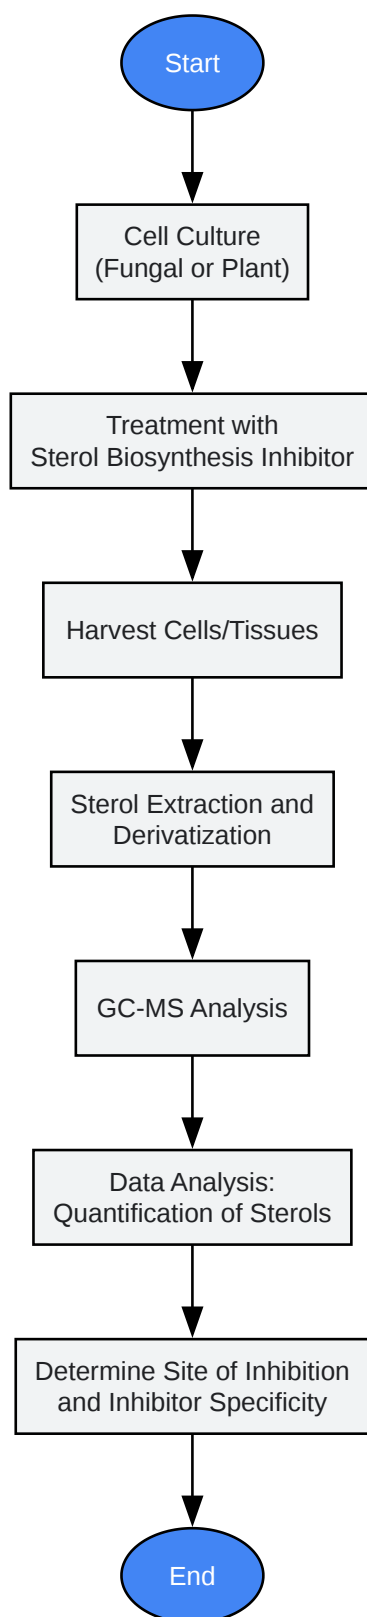 Start
Cell Culture
(Fungal or Plant)
Treatment with
Sterol Biosynthesis Inhibitor
Harvest Cells/Tissues
Sterol Extraction and
Derivatization
GC-MS Analysis
Data Analysis:
Quantification of Sterols
Determine Site of Inhibition
and Inhibitor Specificity
End